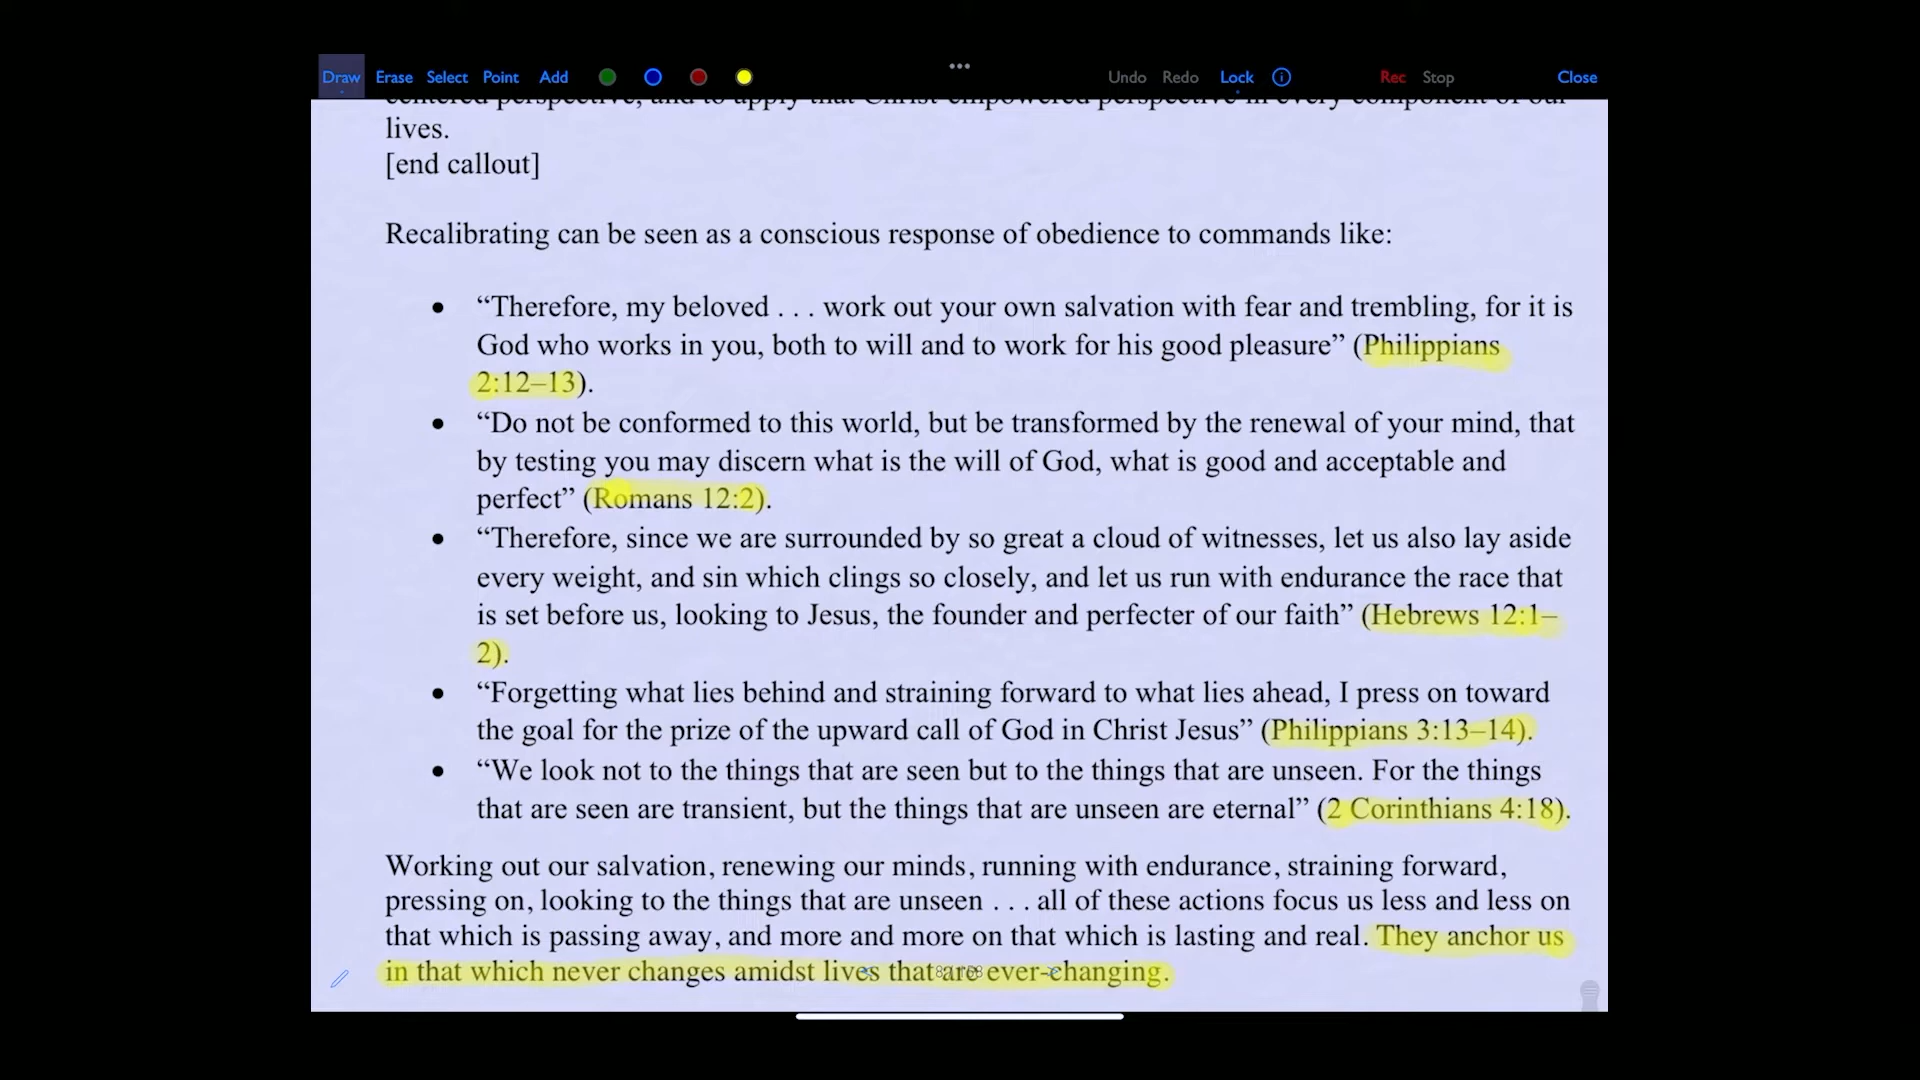 Draw Erase Select Point Add ••• Undo Redo Lock Rec Stop Close
centered perspective, and to apply that Christ-empowered perspective in every component of our
lives.
[end callout]
Recalibrating can be seen as a conscious response of obedience to commands like:
• “Therefore, my beloved . . . work out your own salvation with fear and trembling, for it is
God who works in you, both to will and to work for his good pleasure” (Philippians
2:12–13).
• “Do not be conformed to this world, but be transformed by the renewal of your mind, that
by testing you may discern what is the will of God, what is good and acceptable and
perfect” (Romans 12:2).
• “Therefore, since we are surrounded by so great a cloud of witnesses, let us also lay aside
every weight, and sin which clings so closely, and let us run with endurance the race that
is set before us, looking to Jesus, the founder and perfecter of our faith” (Hebrews 12:1–
2).
• “Forgetting what lies behind and straining forward to what lies ahead, I press on toward
the goal for the prize of the upward call of God in Christ Jesus” (Philippians 3:13–14).
• “We look not to the things that are seen but to the things that are unseen. For the things
that are seen are transient, but the things that are unseen are eternal” (2 Corinthians 4:18).
Working out our salvation, renewing our minds, running with endurance, straining forward,
pressing on, looking to the things that are unseen . . . all of these actions focus us less and less on
that which is passing away, and more and more on that which is lasting and real. They anchor us
in that which never changes amidst lives that are ever-changing.